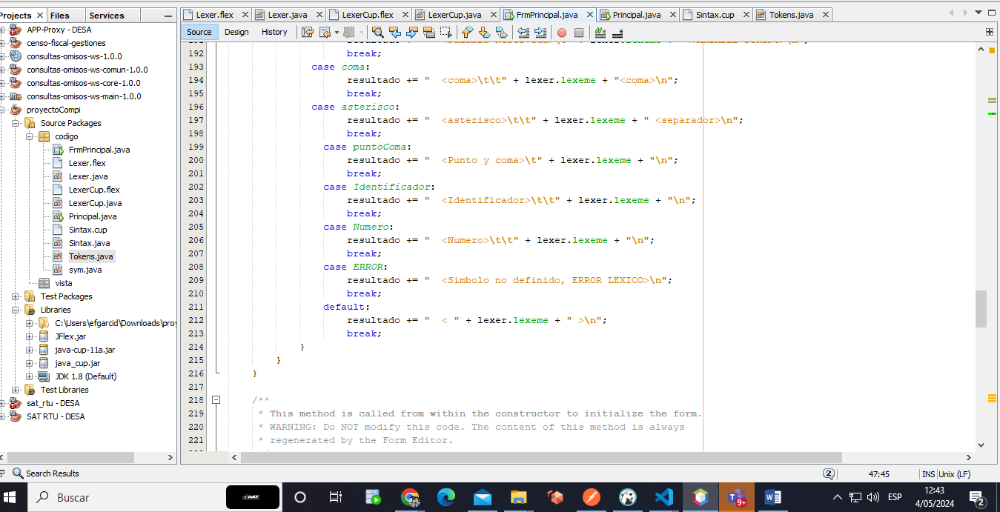 Projects Files Services
Lexer.flex Lexer.java LexerCup.flex LexerCup.java FrmPrincipal.java Principal.java Sintax.cup Tokens.java
Source Design History
APP-Proxy - DESA
censo-fiscal-gestiones
consultas-omisos-ws-1.0.0
consultas-omisos-ws-comun-1.0.0
consultas-omisos-ws-core-1.0.0
consultas-omisos-ws-main-1.0.0
proyectoCompi
Source Packages
codigo
FrmPrincipal.java
Lexer.flex
Lexer.java
LexerCup.flex
LexerCup.java
Principal.java
Sintax.cup
Sintax.java
Tokens.java
sym.java
vista
Test Packages
Libraries
C:\Users\efgarcid\Downloads\proy
JFlex.jar
java-cup-11a.jar
java_cup.jar
JDK 1.8 (Default)
Test Libraries
sat_rtu - DESA
SAT RTU - DESA
192 break;
193 case coma:
194 resultado += "  <coma>\t\t" + lexer.lexeme + "<coma>\n";
195 break;
196 case asterisco:
197 resultado += "  <asterisco>\t\t" + lexer.lexeme + " <separador>\n";
198 break;
199 case puntoComa:
200 resultado += "  <Punto y coma>\t" + lexer.lexeme + "\n";
201 break;
202 case Identificador:
203 resultado += "  <Identificador>\t\t" + lexer.lexeme + "\n";
204 break;
205 case Numero:
206 resultado += "  <Numero>\t\t" + lexer.lexeme + "\n";
207 break;
208 case ERROR:
209 resultado += "  <Simbolo no definido, ERROR LEXICO>\n";
210 break;
211 default:
212 resultado += "  < " + lexer.lexeme + " >\n";
213 break;
214 }
215 }
216 }
217
218 /**
219 * This method is called from within the constructor to initialize the form.
220 * WARNING: Do NOT modify this code. The content of this method is always
221 * regenerated by the Form Editor.
Search Results 2 47:45 INS Unix (LF)
Buscar SAT 9+ ESP 12:43 2
4/05/2024